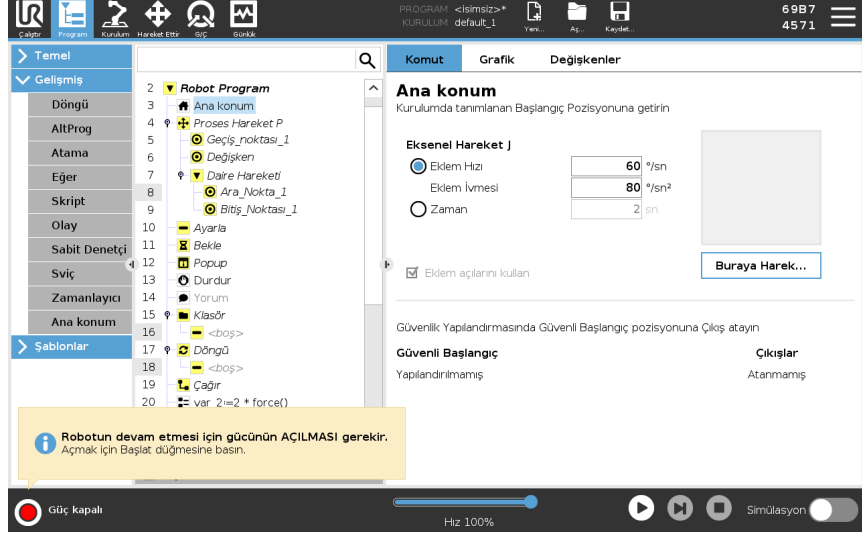 UR
Çalıştır
Program
Kurulum
Hareket Ettir
G/Ç
Günlük
PROGRAM <isimsiz>*
KURULUM default_1
Yeni...
Aç...
Kaydet...
69B7
4571
Temel
Gelişmiş
Döngü
AltProg
Atama
Eğer
Skript
Olay
Sabit Denetçi
Sviç
Zamanlayıcı
Ana konum
Şablonlar
2 Robot Program
3 Ana konum
4 Proses Hareket P
5 Geçiş_noktası_1
6 Değişken
7 Daire Hareketi
8 Ara_Nokta_1
9 Bitiş_Noktası_1
10 Ayarla
11 Bekle
12 Popup
13 Durdur
14 Yorum
15 Klasör
16 <boş>
17 Döngü
18 <boş>
19 Çağır
20 var_2:=2 * force()
Komut Grafik Değişkenler
Ana konum
Kurulumda tanımlanan Başlangıç Pozisyonuna getirin
Eksenel Hareket J
Eklem Hızı 60 °/sn
Eklem İvmesi 80 °/sn²
Zaman 2 sn
Buraya Harek...
Eklem açılarını kullan
Güvenlik Yapılandırmasında Güvenli Başlangıç pozisyonuna Çıkış atayın
Güvenli Başlangıç Çıkışlar
Yapılandırılmamış Atanmamış
Robotun devam etmesi için gücünün AÇILMASI gerekir.
Açmak için Başlat düğmesine basın.
Güç kapalı
Hız 100%
Simülasyon